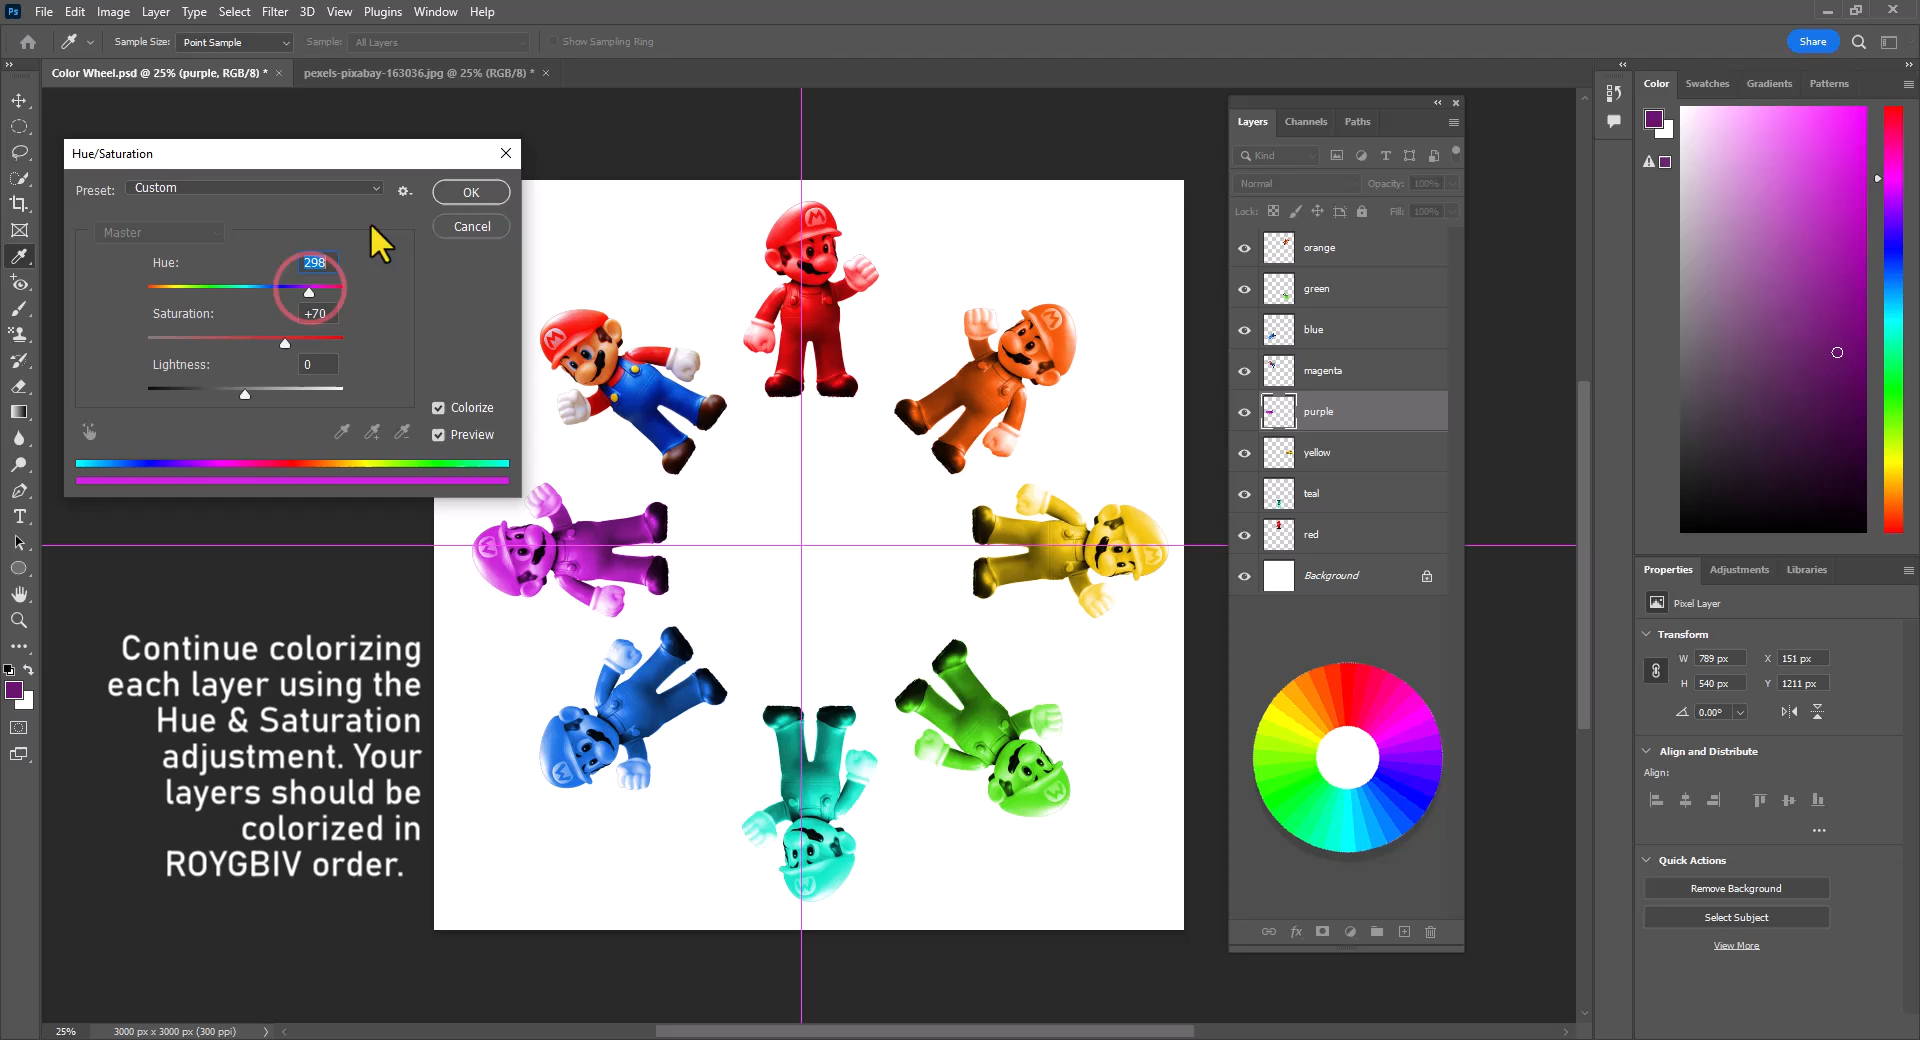 Ps File Edit Image Layer Type Select Filter 3D View Plugins Window Help
Sample Size: Point Sample Sample: All Layers Show Sampling Ring Share
Color Wheel.psd @ 25% (purple, RGB/8) * × pexels-pixabay-163036.jpg @ 25% (RGB/8) * ×
Hue/Saturation
Preset: Custom OK
Cancel
Master
Hue: 298
Saturation: +70
Lightness: 0
Colorize
Preview
Continue colorizing
each layer using the
Hue & Saturation
adjustment. Your
layers should be
colorized in
ROYGBIV order.
Layers Channels Paths
Kind
Normal Opacity: 100%
Lock: Fill: 100%
orange
green
blue
magenta
purple
yellow
teal
red
Background
fx
Color Swatches Gradients Patterns
Properties Adjustments Libraries
Pixel Layer
Transform
W 789 px X 151 px
H 540 px Y 1211 px
0.00°
Align and Distribute
Align:
Quick Actions
Remove Background
Select Subject
View More
25% 3000 px x 3000 px (300 ppi)